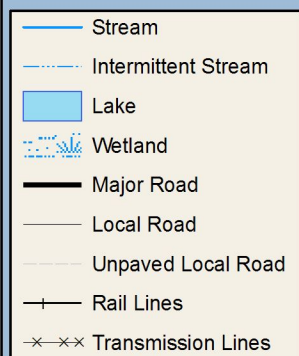 Stream
Intermittent Stream
Lake
Wetland
Major Road
Local Road
Unpaved Local Road
Rail Lines
Transmission Lines